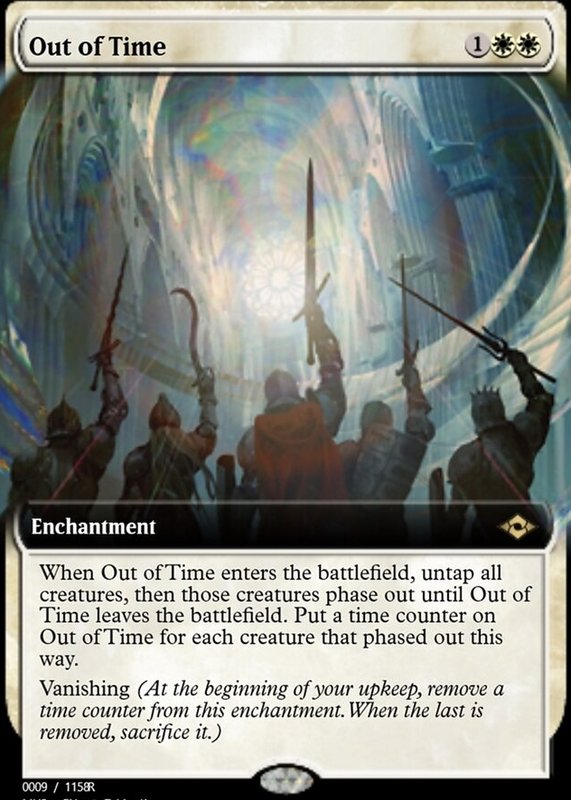 Out of Time
1
Enchantment
When Out of Time enters the battlefield, untap all
creatures, then those creatures phase out until Out of
Time leaves the battlefield. Put a time counter on
Out of Time for each creature that phased out this
way.
Vanishing (At the beginning of your upkeep, remove a
time counter from this enchantment. When the last is
removed, sacrifice it.)
0009 / 1158R